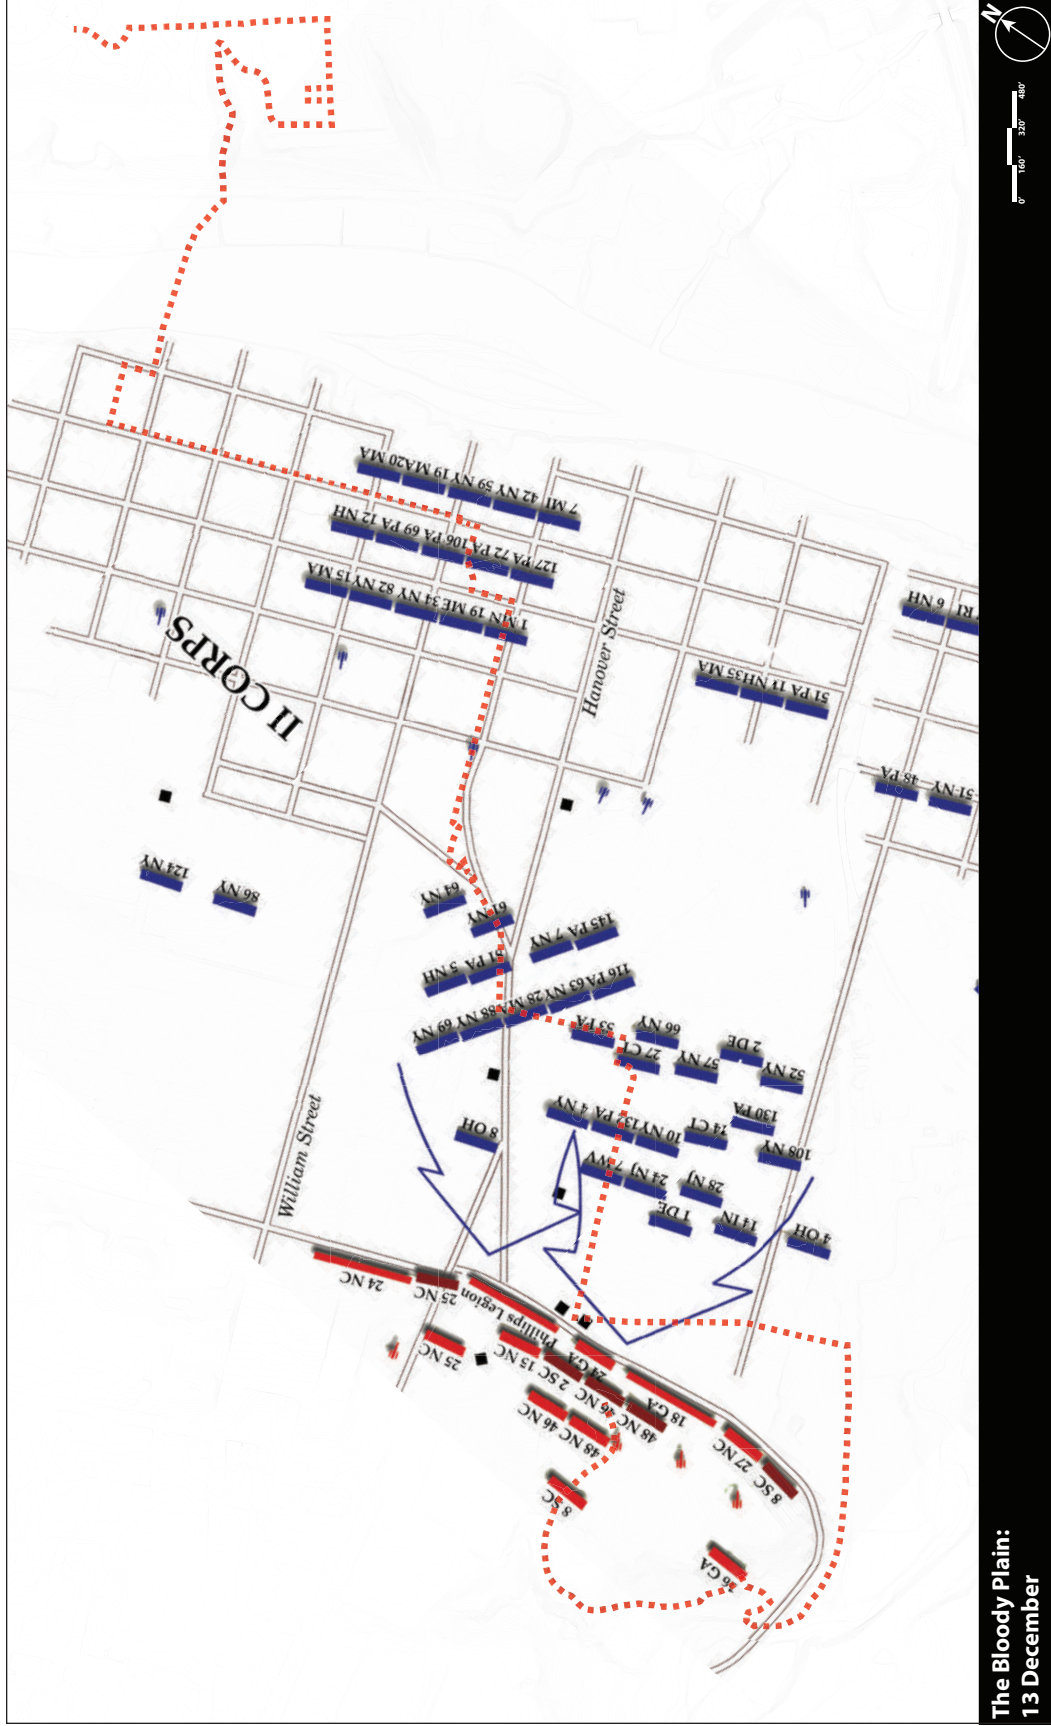 The Bloody Plain:
13 December
N
0' 160' 320' 480'
II CORPS
William Street
Hanover Street
20 MA
19 MA
59 NY
42 NY
7 MI
12 NH
69 PA
106 PA
72 PA
127 PA
15 MA
82 NY
34 NY
19 ME
1 MN
6 NH
RI
35 MA
NH
51 PA
48 PA
51 NY
124 NY
86 NY
64 NY
61 NY
145 PA
7 NY
81 PA
5 NH
116 PA
63 NY
28 MA
88 NY
69 NY
53 PA
66 NY
27 CT
57 NY
2 DE
52 NY
4 NY
132 PA
10 NY
14 CT
130 PA
108 NY
8 OH
7 WV
24 NJ
28 NJ
1 DE
14 IN
4 OH
24 NC
25 NC
Phillips Legion
25 NC
15 NC
2 SC
24 GA
46 NC
48 NC
18 GA
46 NC
48 NC
27 NC
8 SC
8 SC
16 GA